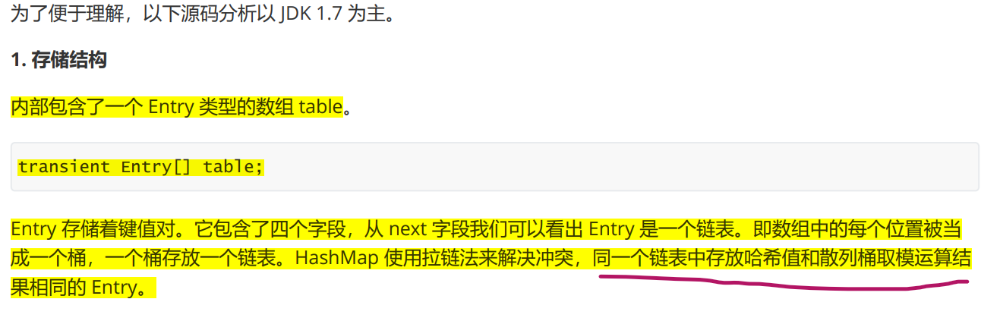 为了便于理解，以下源码分析以 JDK 1.7 为主。
1. 存储结构
内部包含了一个 Entry 类型的数组 table。
transient Entry[] table;
Entry 存储着键值对。它包含了四个字段，从 next 字段我们可以看出 Entry 是一个链表。即数组中的每个位置被当
成一个桶，一个桶存放一个链表。HashMap 使用拉链法来解决冲突，同一个链表中存放哈希值和散列桶取模运算结
果相同的 Entry。